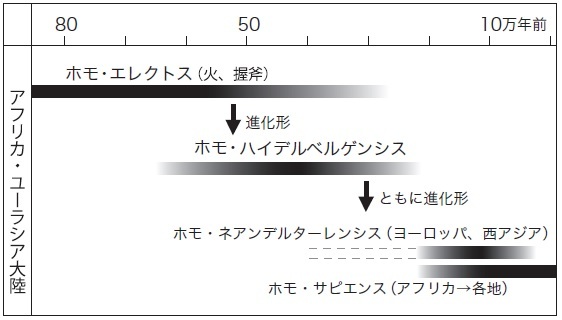 80 50 10万年前
アフリカ・ユーラシア大陸
ホモ・エレクトス(火、握斧)
進化形
ホモ・ハイデルベルゲンシス
ともに進化形
ホモ・ネアンデルターレンシス(ヨーロッパ、西アジア)
ホモ・サピエンス(アフリカ→各地)